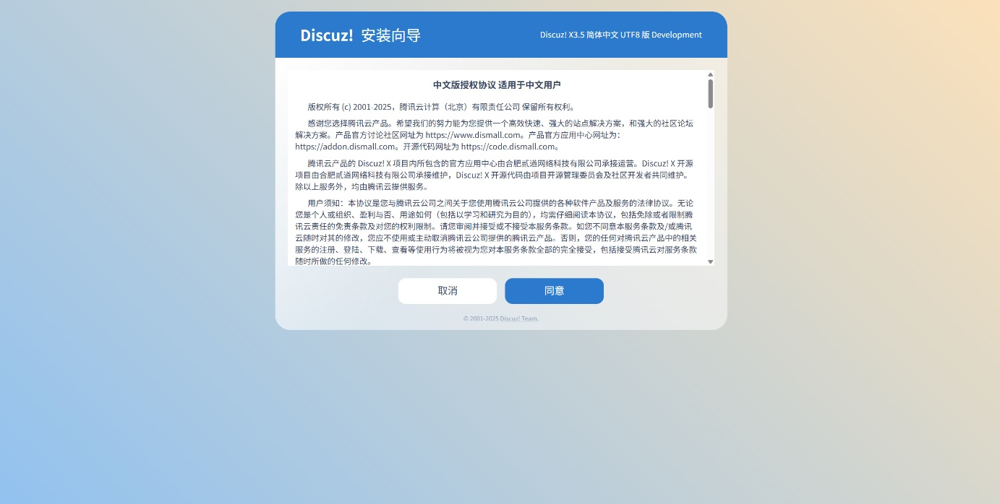 Discuz! 安装向导
Discuz! X3.5 简体中文 UTF8 版 Development
中文版授权协议 适用于中文用户
版权所有 (c) 2001-2025，腾讯云计算（北京）有限责任公司 保留所有权利。
感谢您选择腾讯云产品。希望我们的努力能为您提供一个高效快速、强大的站点解决方案，和强大的社区论坛
解决方案。产品官方讨论社区网址为 https://www.dismall.com。产品官方应用中心网址为：
https://addon.dismall.com。开源代码网址为 https://code.dismall.com。
腾讯云产品的 Discuz! X 项目内所包含的官方应用中心由合肥贰道网络科技有限公司承接运营。Discuz! X 开源
项目由合肥贰道网络科技有限公司承接维护，Discuz! X 开源代码由项目开源管理委员会及社区开发者共同维护。
除以上服务外，均由腾讯云提供服务。
用户须知：本协议是您与腾讯云公司之间关于您使用腾讯云公司提供的各种软件产品及服务的法律协议。无论
您是个人或组织、盈利与否、用途如何（包括以学习和研究为目的），均需仔细阅读本协议，包括免除或者限制腾
讯云责任的免责条款及对您的权利限制。请您审阅并接受或不接受本服务条款。如您不同意本服务条款及/或腾讯
云随时对其的修改，您应不使用或主动取消腾讯云公司提供的腾讯云产品。否则，您的任何对腾讯云产品中的相关
服务的注册、登陆、下载、查看等使用行为将被视为您对本服务条款全部的完全接受，包括接受腾讯云对服务条款
随时所做的任何修改。
取消
同意
© 2001-2025 Discuz! Team.